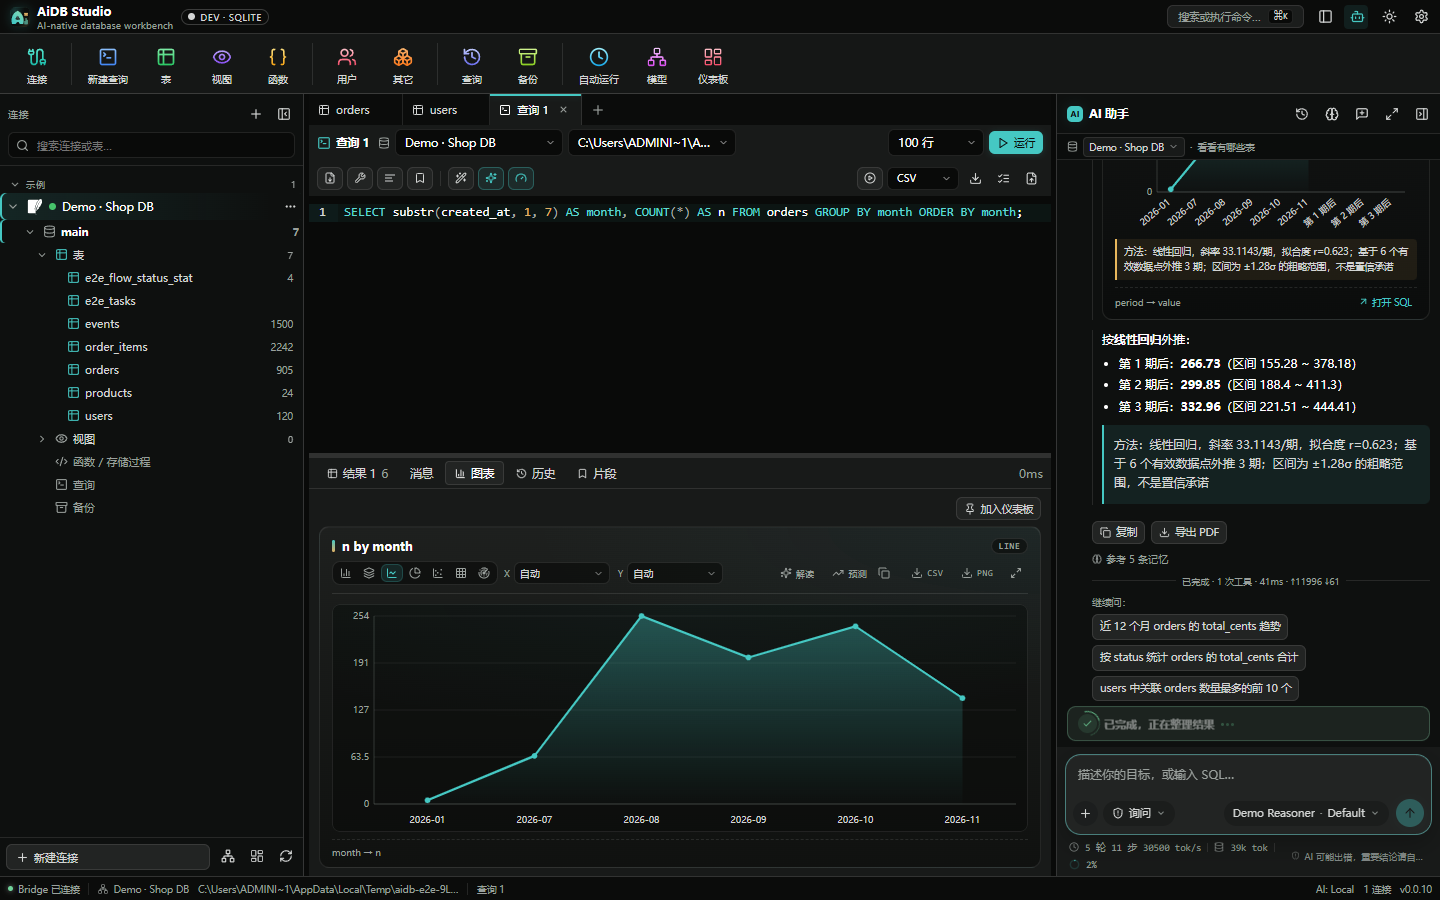 AiDB Studio
AI-native database workbench
DEV · SQLITE
搜索或执行命令...
⌘K
连接
新建查询
表
视图
函数
用户
其它
查询
备份
自动运行
模型
仪表板
连接
搜索连接或表...
示例 1
Demo · Shop DB
main 7
表 7
e2e_flow_status_stat 4
e2e_tasks
events 1500
order_items 2242
orders 905
products 24
users 120
视图 0
函数 / 存储过程
查询
备份
新建连接
orders
users
查询 1
查询 1
Demo · Shop DB
C:\Users\ADMINI~1\A...
100 行
运行
CSV
1 SELECT substr(created_at, 1, 7) AS month, COUNT(*) AS n FROM orders GROUP BY month ORDER BY month;
结果 1 6
消息
图表
历史
片段
0ms
加入仪表板
n by month
LINE
X 自动
Y 自动
解读
预测
CSV
PNG
254
191
127
63.5
0
2026-01 2026-07 2026-08 2026-09 2026-10 2026-11
month → n
AI AI 助手
Demo · Shop DB
· 看看有哪些表
0
2026-01 2026-07 2026-08 2026-09 2026-10 2026-11 第 1 期后 第 2 期后 第 3 期后
方法：线性回归，斜率 33.1143/期，拟合度 r=0.623；基于 6 个有
效数据点外推 3 期；区间为 ±1.28σ 的粗略范围，不是置信承诺
period → value
打开 SQL
按线性回归外推：
• 第 1 期后：266.73（区间 155.28 ~ 378.18）
• 第 2 期后：299.85（区间 188.4 ~ 411.3）
• 第 3 期后：332.96（区间 221.51 ~ 444.41）
方法：线性回归，斜率 33.1143/期，拟合度 r=0.623；基
于 6 个有效数据点外推 3 期；区间为 ±1.28σ 的粗略范
围，不是置信承诺
复制
导出 PDF
参考 5 条记忆
已完成 · 1 次工具 · 41ms · ↑11996 ↓61
继续问：
近 12 个月 orders 的 total_cents 趋势
按 status 统计 orders 的 total_cents 合计
users 中关联 orders 数量最多的前 10 个
已完成，正在整理结果
描述你的目标，或输入 SQL...
询问
Demo Reasoner · Default
5 轮 11 步 30500 tok/s
39k tok
AI 可能出错，重要结论请自...
2%
Bridge 已连接
Demo · Shop DB
C:\Users\ADMINI~1\AppData\Local\Temp\aidb-e2e-9L...
查询 1
AI: Local
1 连接
v0.0.10